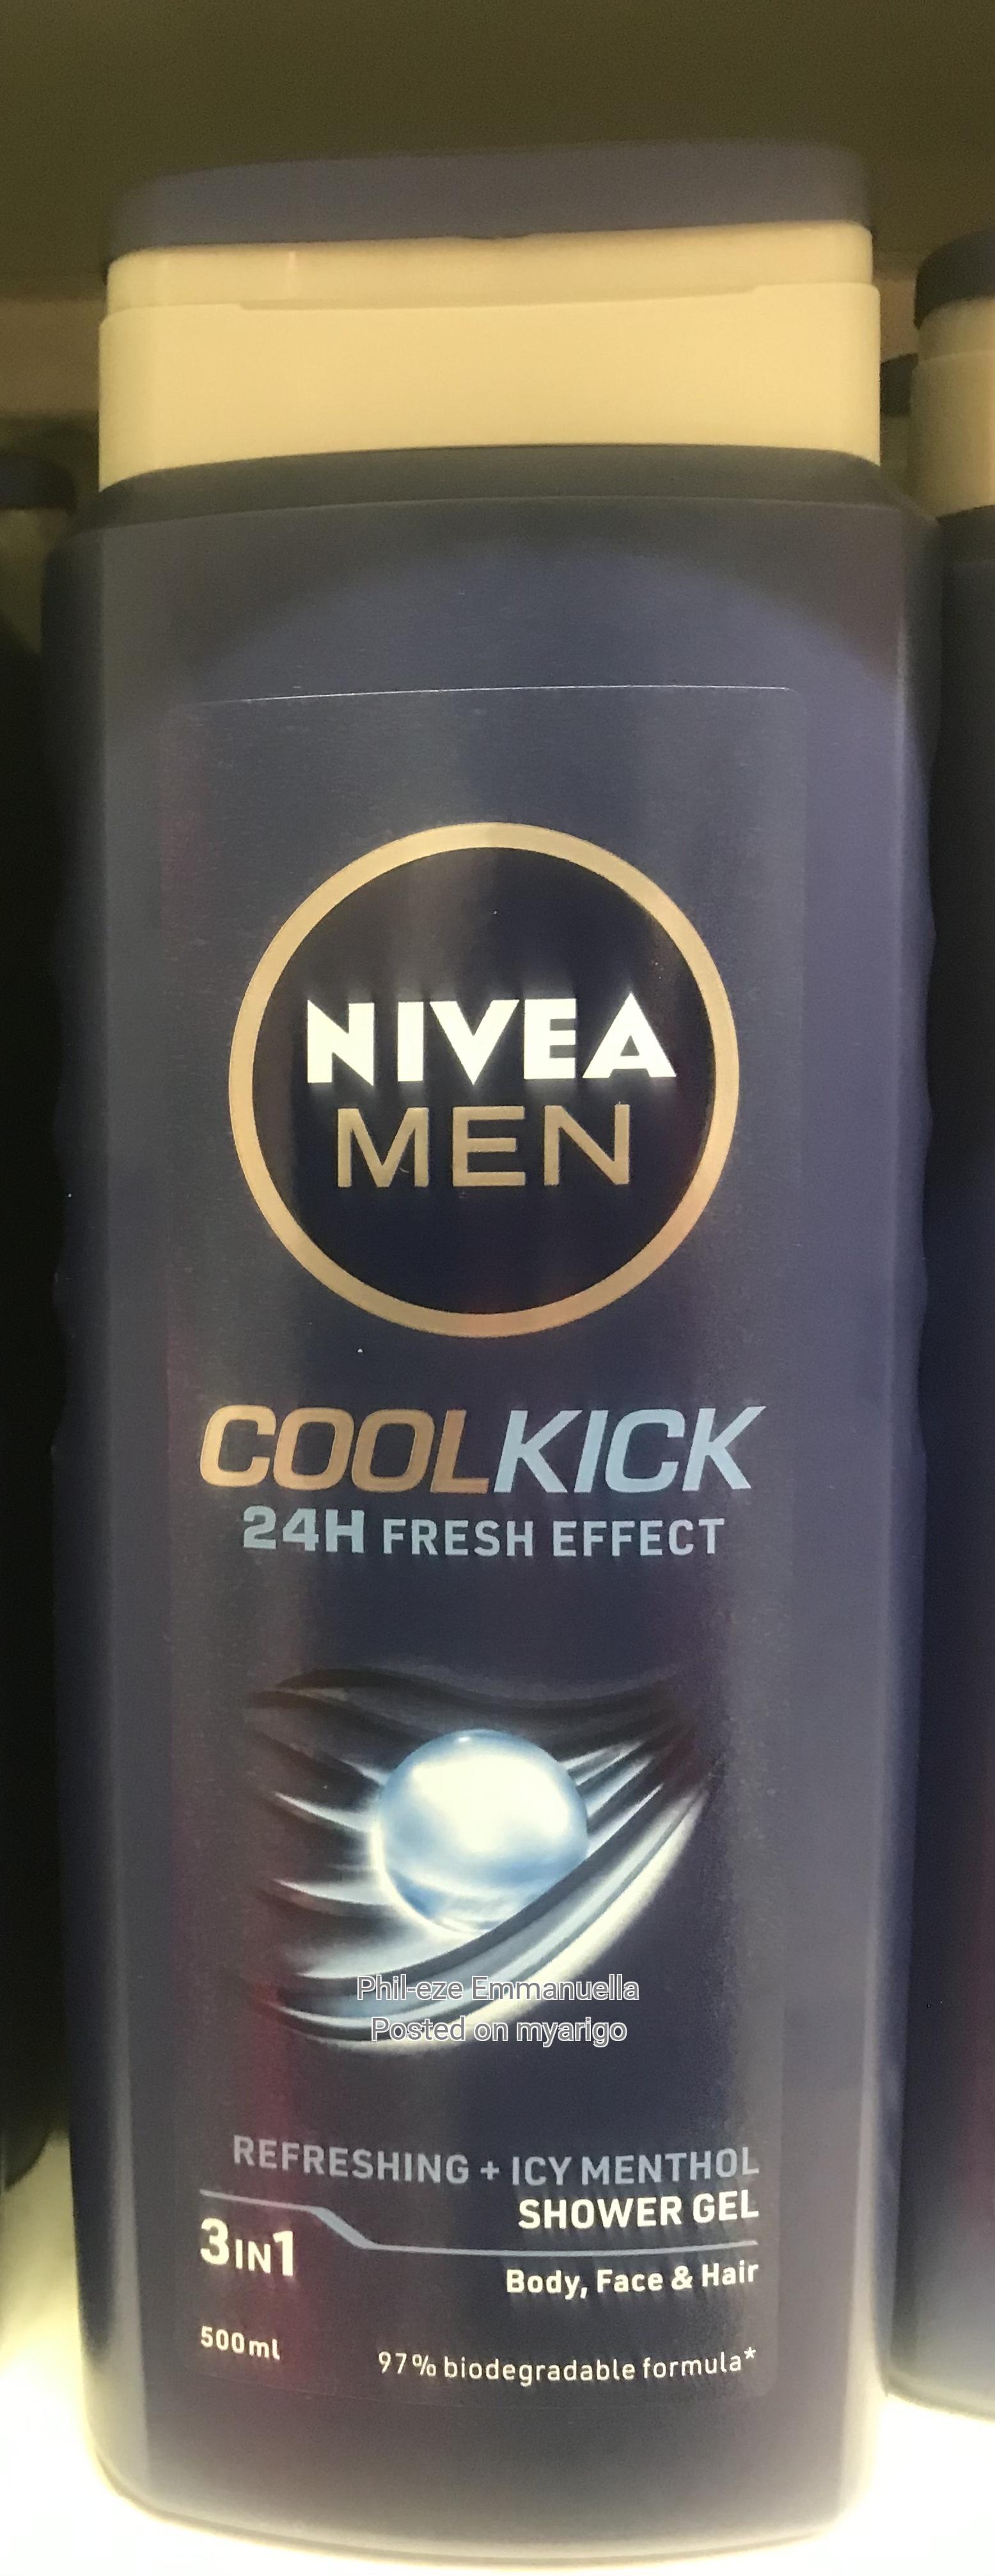 NIVEA
MEN
COOLKICK
24H FRESH EFFECT
Phil-eze Emmanuella
Posted on myarigo
REFRESHING + ICY MENTHOL
SHOWER GEL
3IN1
Body, Face & Hair
500ml
97% biodegradable formula*